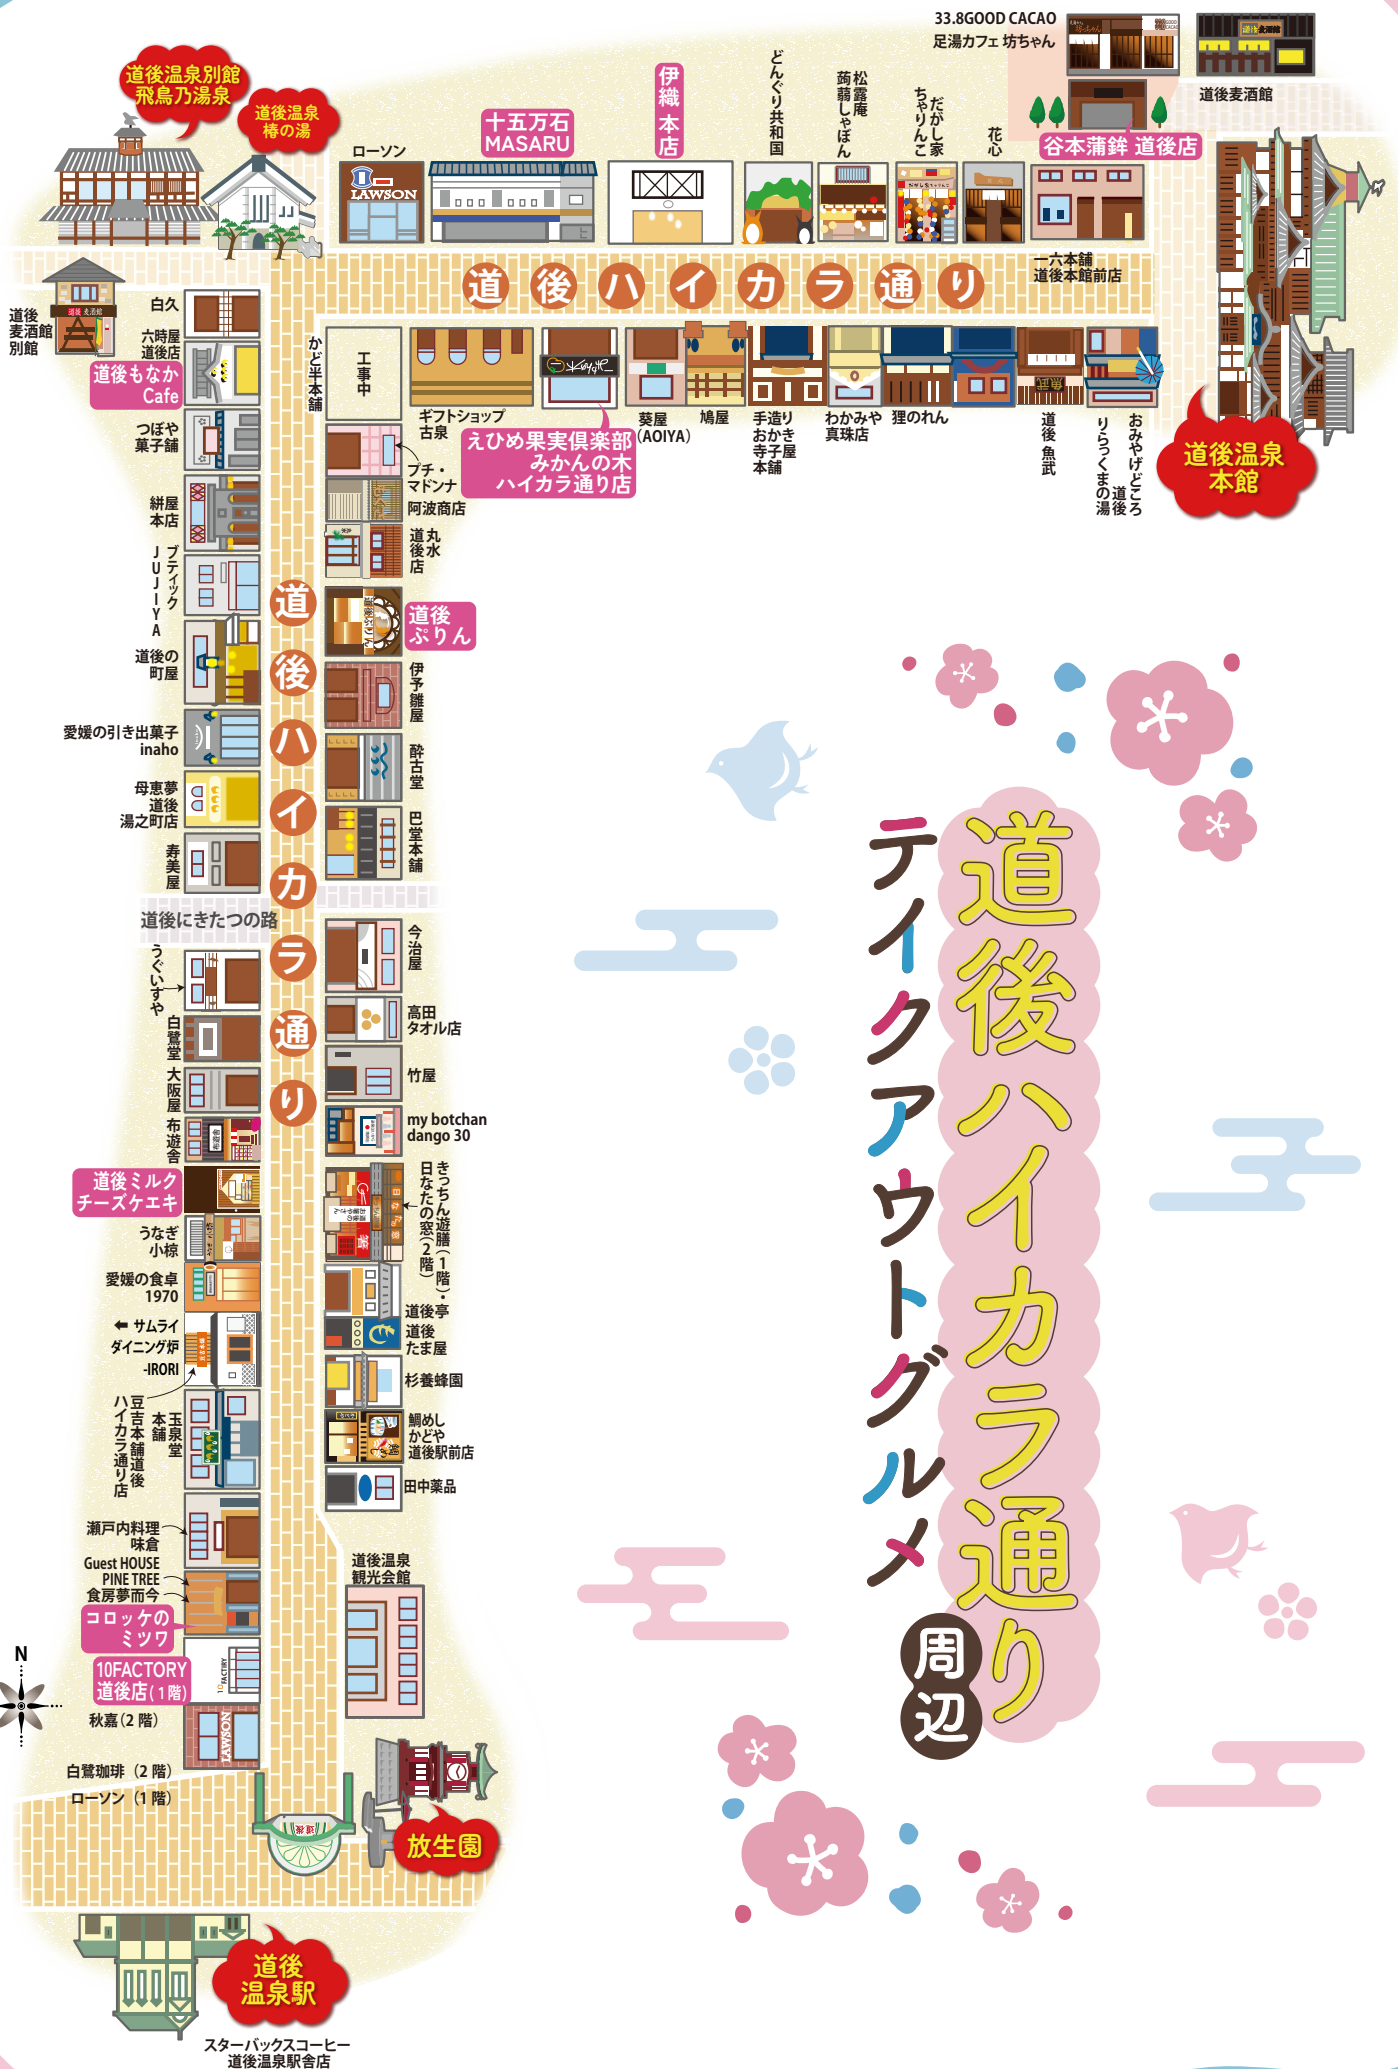 道後ハイカラ通り
テイクアウトグルメ
周辺
33.8GOOD CACAO
足湯カフェ 坊ちゃん
道後麦酒館
谷本蒲鉾 道後店
道後温泉別館
飛鳥乃湯泉
道後温泉
椿の湯
ローソン
LAWSON
十五万石
MASARU
伊織 本店
どんぐり共和国
松露庵
蒟蒻しゃぼん
だがし家
ちゃりんこ
花心
一六本舗
道後本館前店
道後ハイカラ通り
道後
麦酒館
別館
白久
六時屋
道後店
道後もなか
Cafe
つぼや
菓子舗
絣屋
本店
ブティック
JUJIYA
道後の
町屋
愛媛の引き出菓子
inaho
母恵夢
道後
湯之町店
寿美屋
道後にきたつの路
うぐいすや
白鷺堂
大阪屋
布遊舎
道後ミルク
チーズケエキ
うなぎ
小椋
愛媛の食卓
1970
サムライ
ダイニング炉
-IRORI
玉泉堂
本舗
豆吉本舗道後
ハイカラ通り店
瀬戸内料理
味倉
Guest HOUSE
PINE TREE
食房夢而今
コロッケの
ミツワ
10FACTORY
道後店(1階)
秋嘉(2階)
LAWSON
白鷺珈琲(2階)
ローソン(1階)
道後ハイカラ通り
かど半本舗
工事中
ギフトショップ
古泉
えひめ果実倶楽部
みかんの木
ハイカラ通り店
葵屋
(AOIYA)
鳩屋
手造り
おかき
寺子屋
本舗
わかみや
真珠店
狸のれん
道後 魚武
おみやげどころ
道後
りらっくまの湯
道後温泉
本館
プチ・
マドンナ
阿波商店
丸水
道後店
道後
ぷりん
伊予雛屋
酔古堂
巴堂本舗
今治屋
高田
タオル店
竹屋
my botchan
dango 30
きっちん遊膳(1階)・
日なたの窓(2階)
道後亭
道後
たま屋
杉養蜂園
鯛めし
かどや
道後駅前店
田中薬品
道後温泉
観光会館
放生園
N
道後
温泉駅
スターバックスコーヒー
道後温泉駅舎店